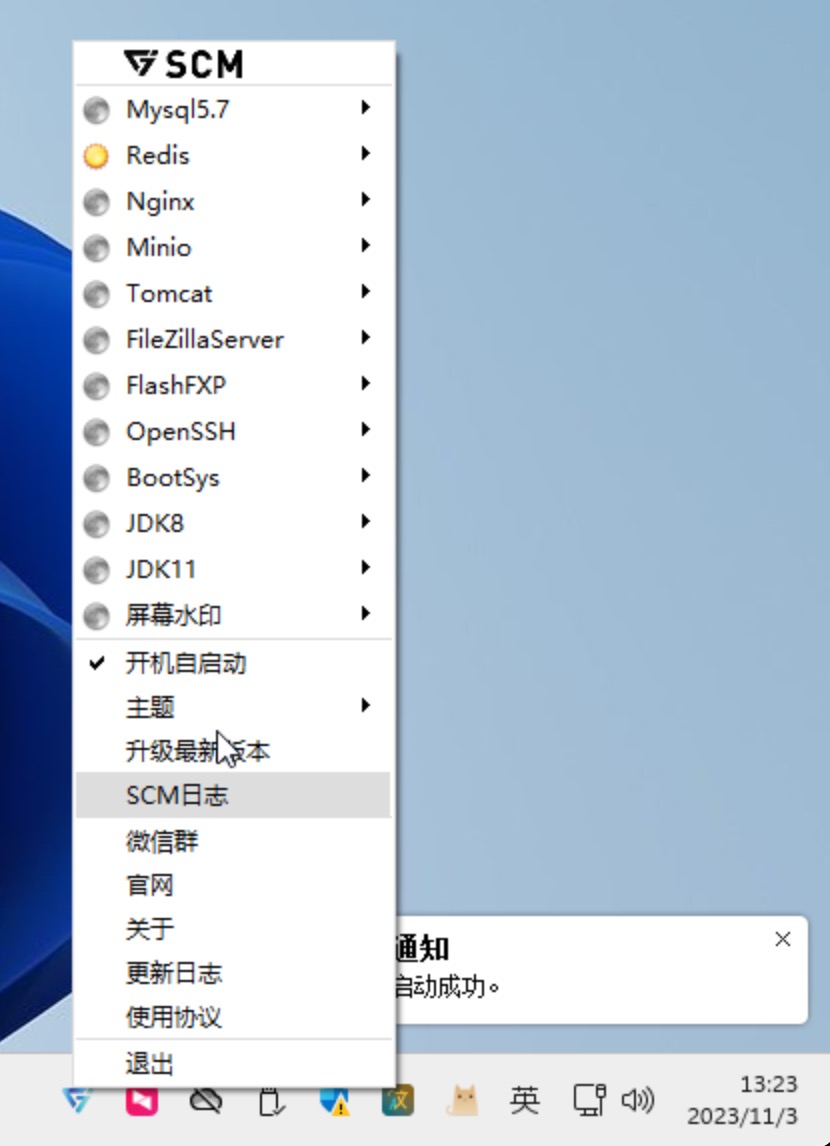 SCM
Mysql5.7
Redis
Nginx
Minio
Tomcat
FileZillaServer
FlashFXP
OpenSSH
BootSys
JDK8
JDK11
屏幕水印
开机自启动
主题
升级最新版本
SCM日志
微信群
官网
关于
通知
更新日志
启动成功。
使用协议
退出
汉
英
13:23
2023/11/3